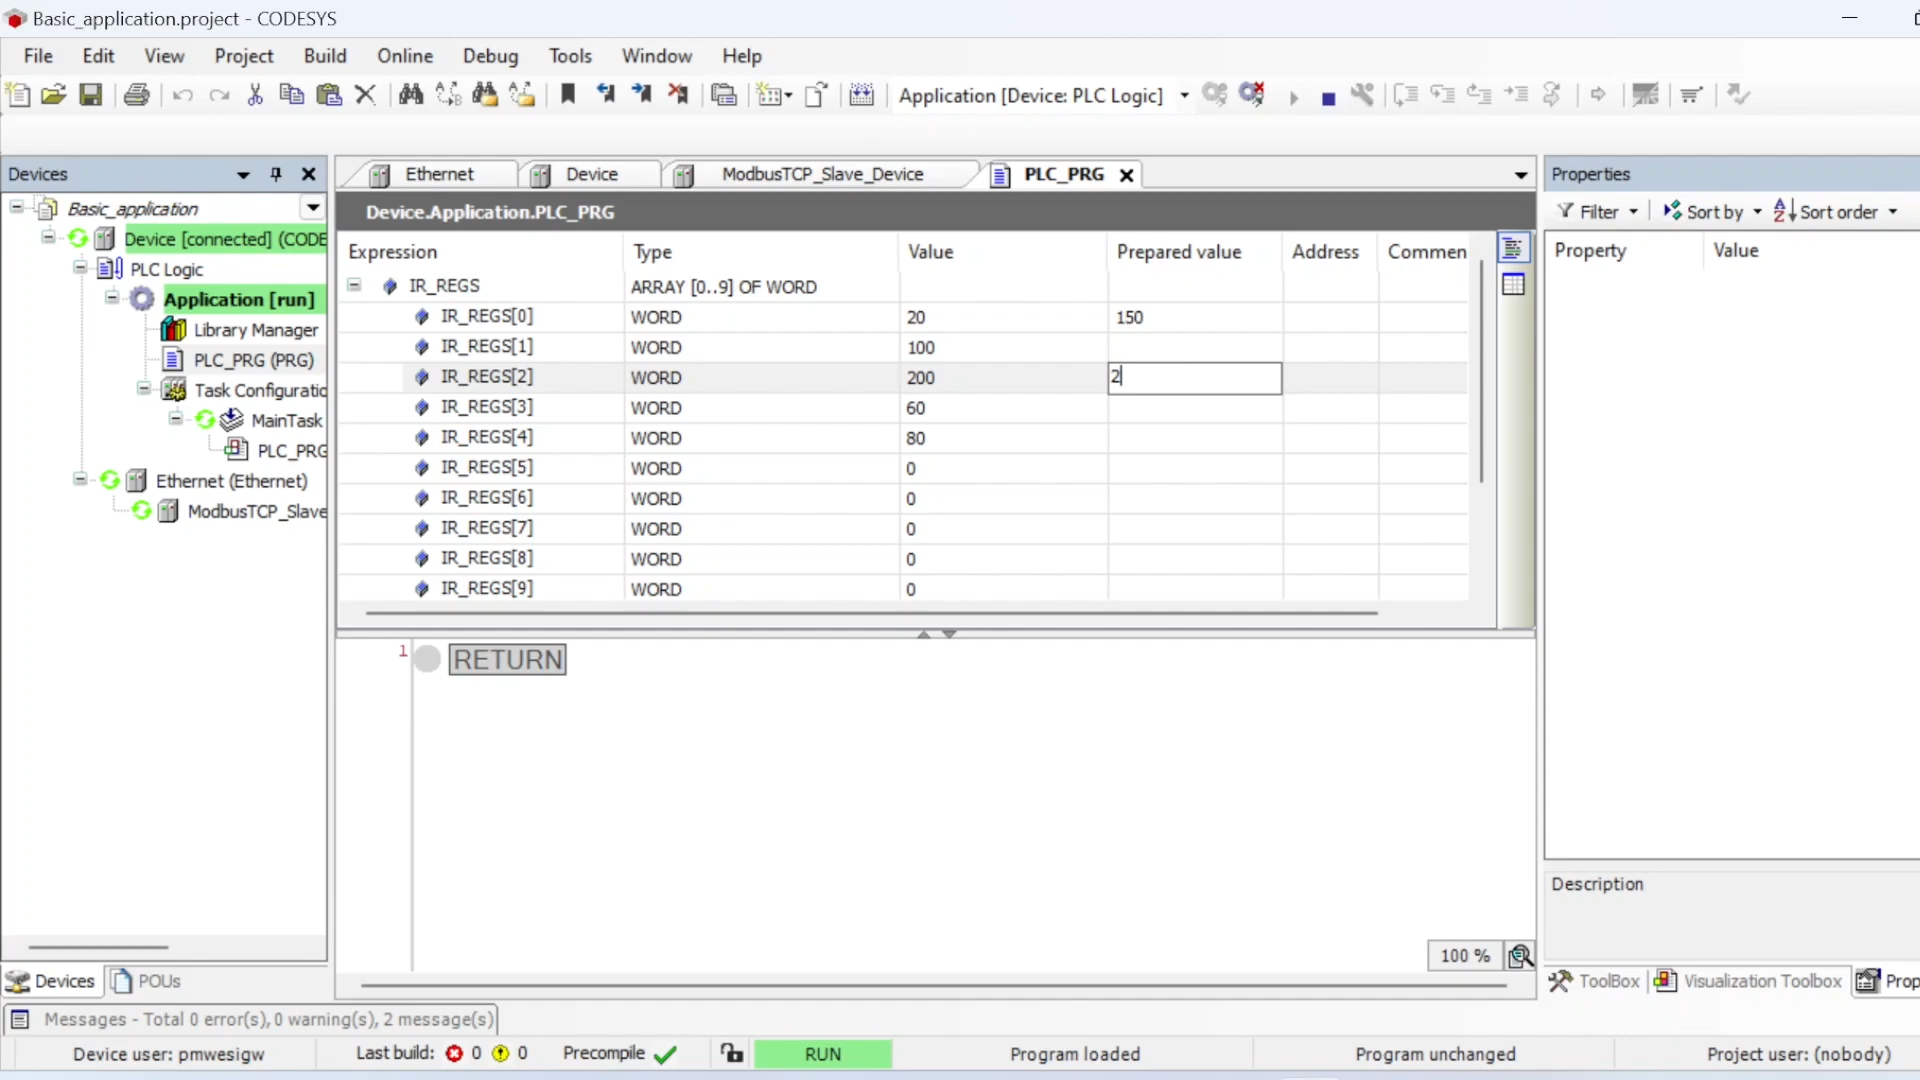 Basic_application.project - CODESYS
File Edit View Project Build Online Debug Tools Window Help
Application [Device: PLC Logic]
Devices
Ethernet Device ModbusTCP_Slave_Device PLC_PRG
Properties
Basic_application
Device.Application.PLC_PRG
Filter Sort by Sort order
Device [connected] (CODE
Expression Type Value Prepared value Address Commen
Property Value
PLC Logic
IR_REGS ARRAY [0..9] OF WORD
Application [run]
IR_REGS[0] WORD 20 150
Library Manager
IR_REGS[1] WORD 100
PLC_PRG (PRG)
IR_REGS[2] WORD 200 2
Task Configuratio
IR_REGS[3] WORD 60
MainTask
IR_REGS[4] WORD 80
PLC_PRG
IR_REGS[5] WORD 0
Ethernet (Ethernet)
IR_REGS[6] WORD 0
ModbusTCP_Slave
IR_REGS[7] WORD 0
IR_REGS[8] WORD 0
IR_REGS[9] WORD 0
1 RETURN
Description
100 %
Devices POUs
ToolBox Visualization Toolbox Prop
Messages - Total 0 error(s), 0 warning(s), 2 message(s)
Device user: pmwesigw Last build: 0 0 Precompile RUN Program loaded Program unchanged Project user: (nobody)